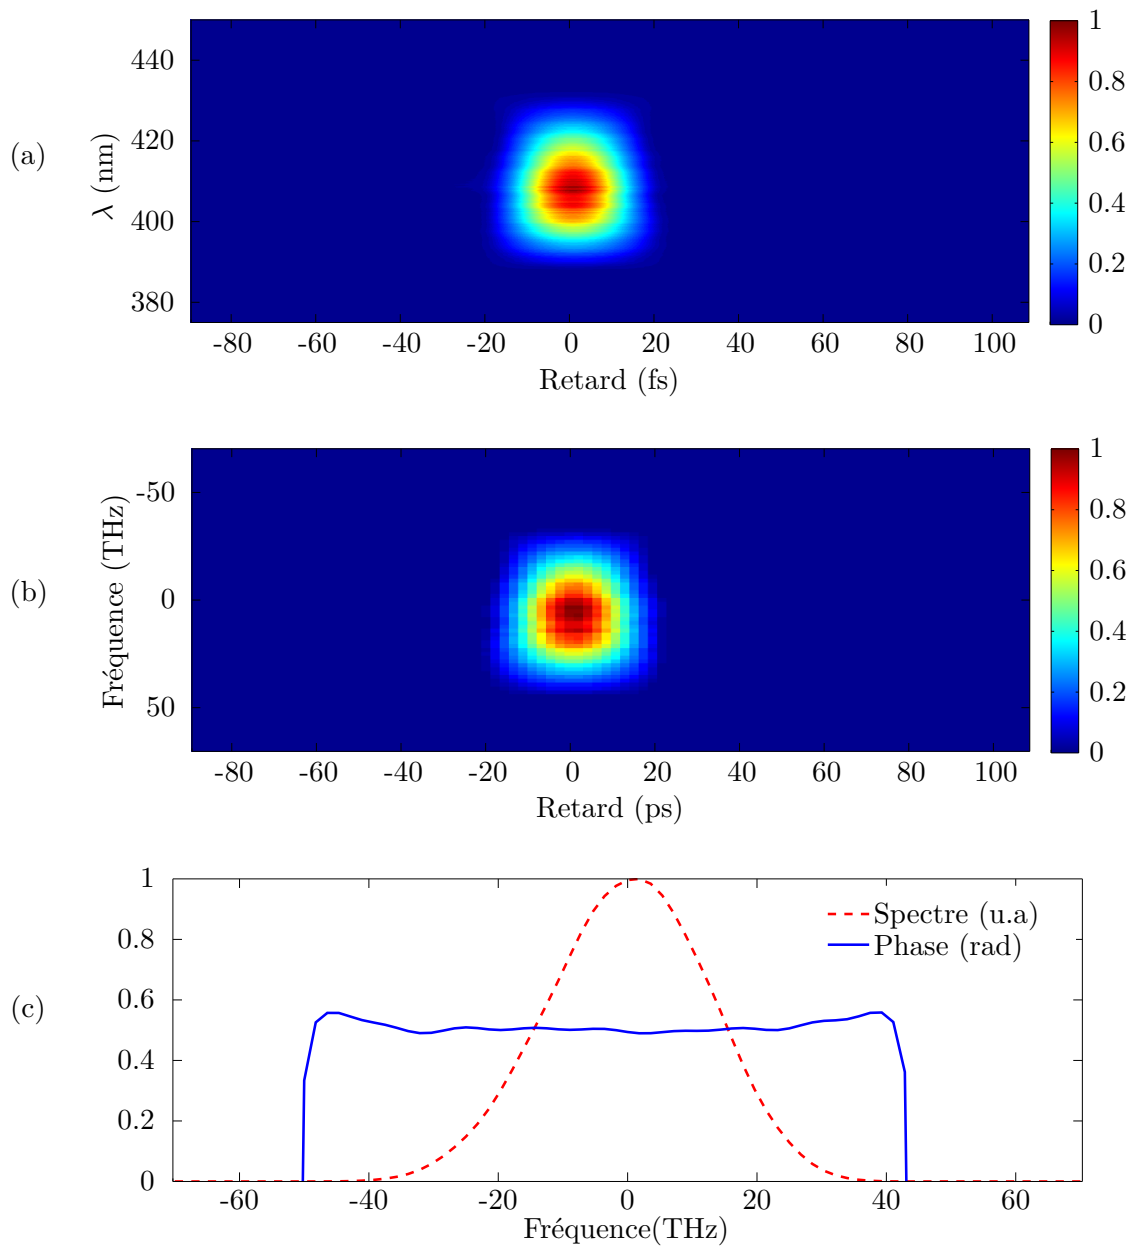 (a)
λ (nm)
440
420
400
380
-80 -60 -40 -20 0 20 40 60 80 100
Retard (fs)
1
0.8
0.6
0.4
0.2
0
(b)
Fréquence (THz)
-50
0
50
-80 -60 -40 -20 0 20 40 60 80 100
Retard (ps)
1
0.8
0.6
0.4
0.2
0
(c)
1
0.8
0.6
0.4
0.2
0
Spectre (u.a)
Phase (rad)
-60 -40 -20 0 20 40 60
Fréquence(THz)